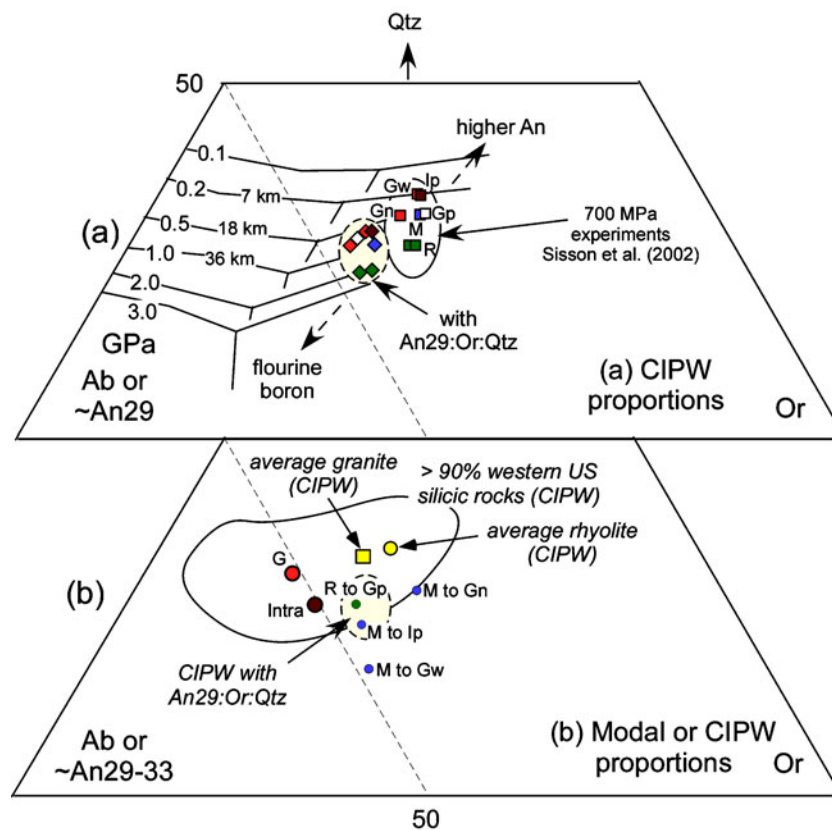 Qtz
50
higher An
0.1
Gw
Ip
0.2
7 km
Gn
Gp
(a)
0.5
18 km
M
R
700 MPa
experiments
Sisson et al. (2002)
1.0
36 km
2.0
3.0
with
An29:Or:Qtz
GPa
flourine
boron
Ab or
~An29
(a) CIPW
proportions
Or
average granite
(CIPW)
> 90% western US
silicic rocks (CIPW)
average rhyolite
(CIPW)
G
(b)
R to Gp
M to Gn
Intra
M to Ip
CIPW with
An29:Or:Qtz
M to Gw
Ab or
~An29-33
(b) Modal or CIPW
proportions
Or
50